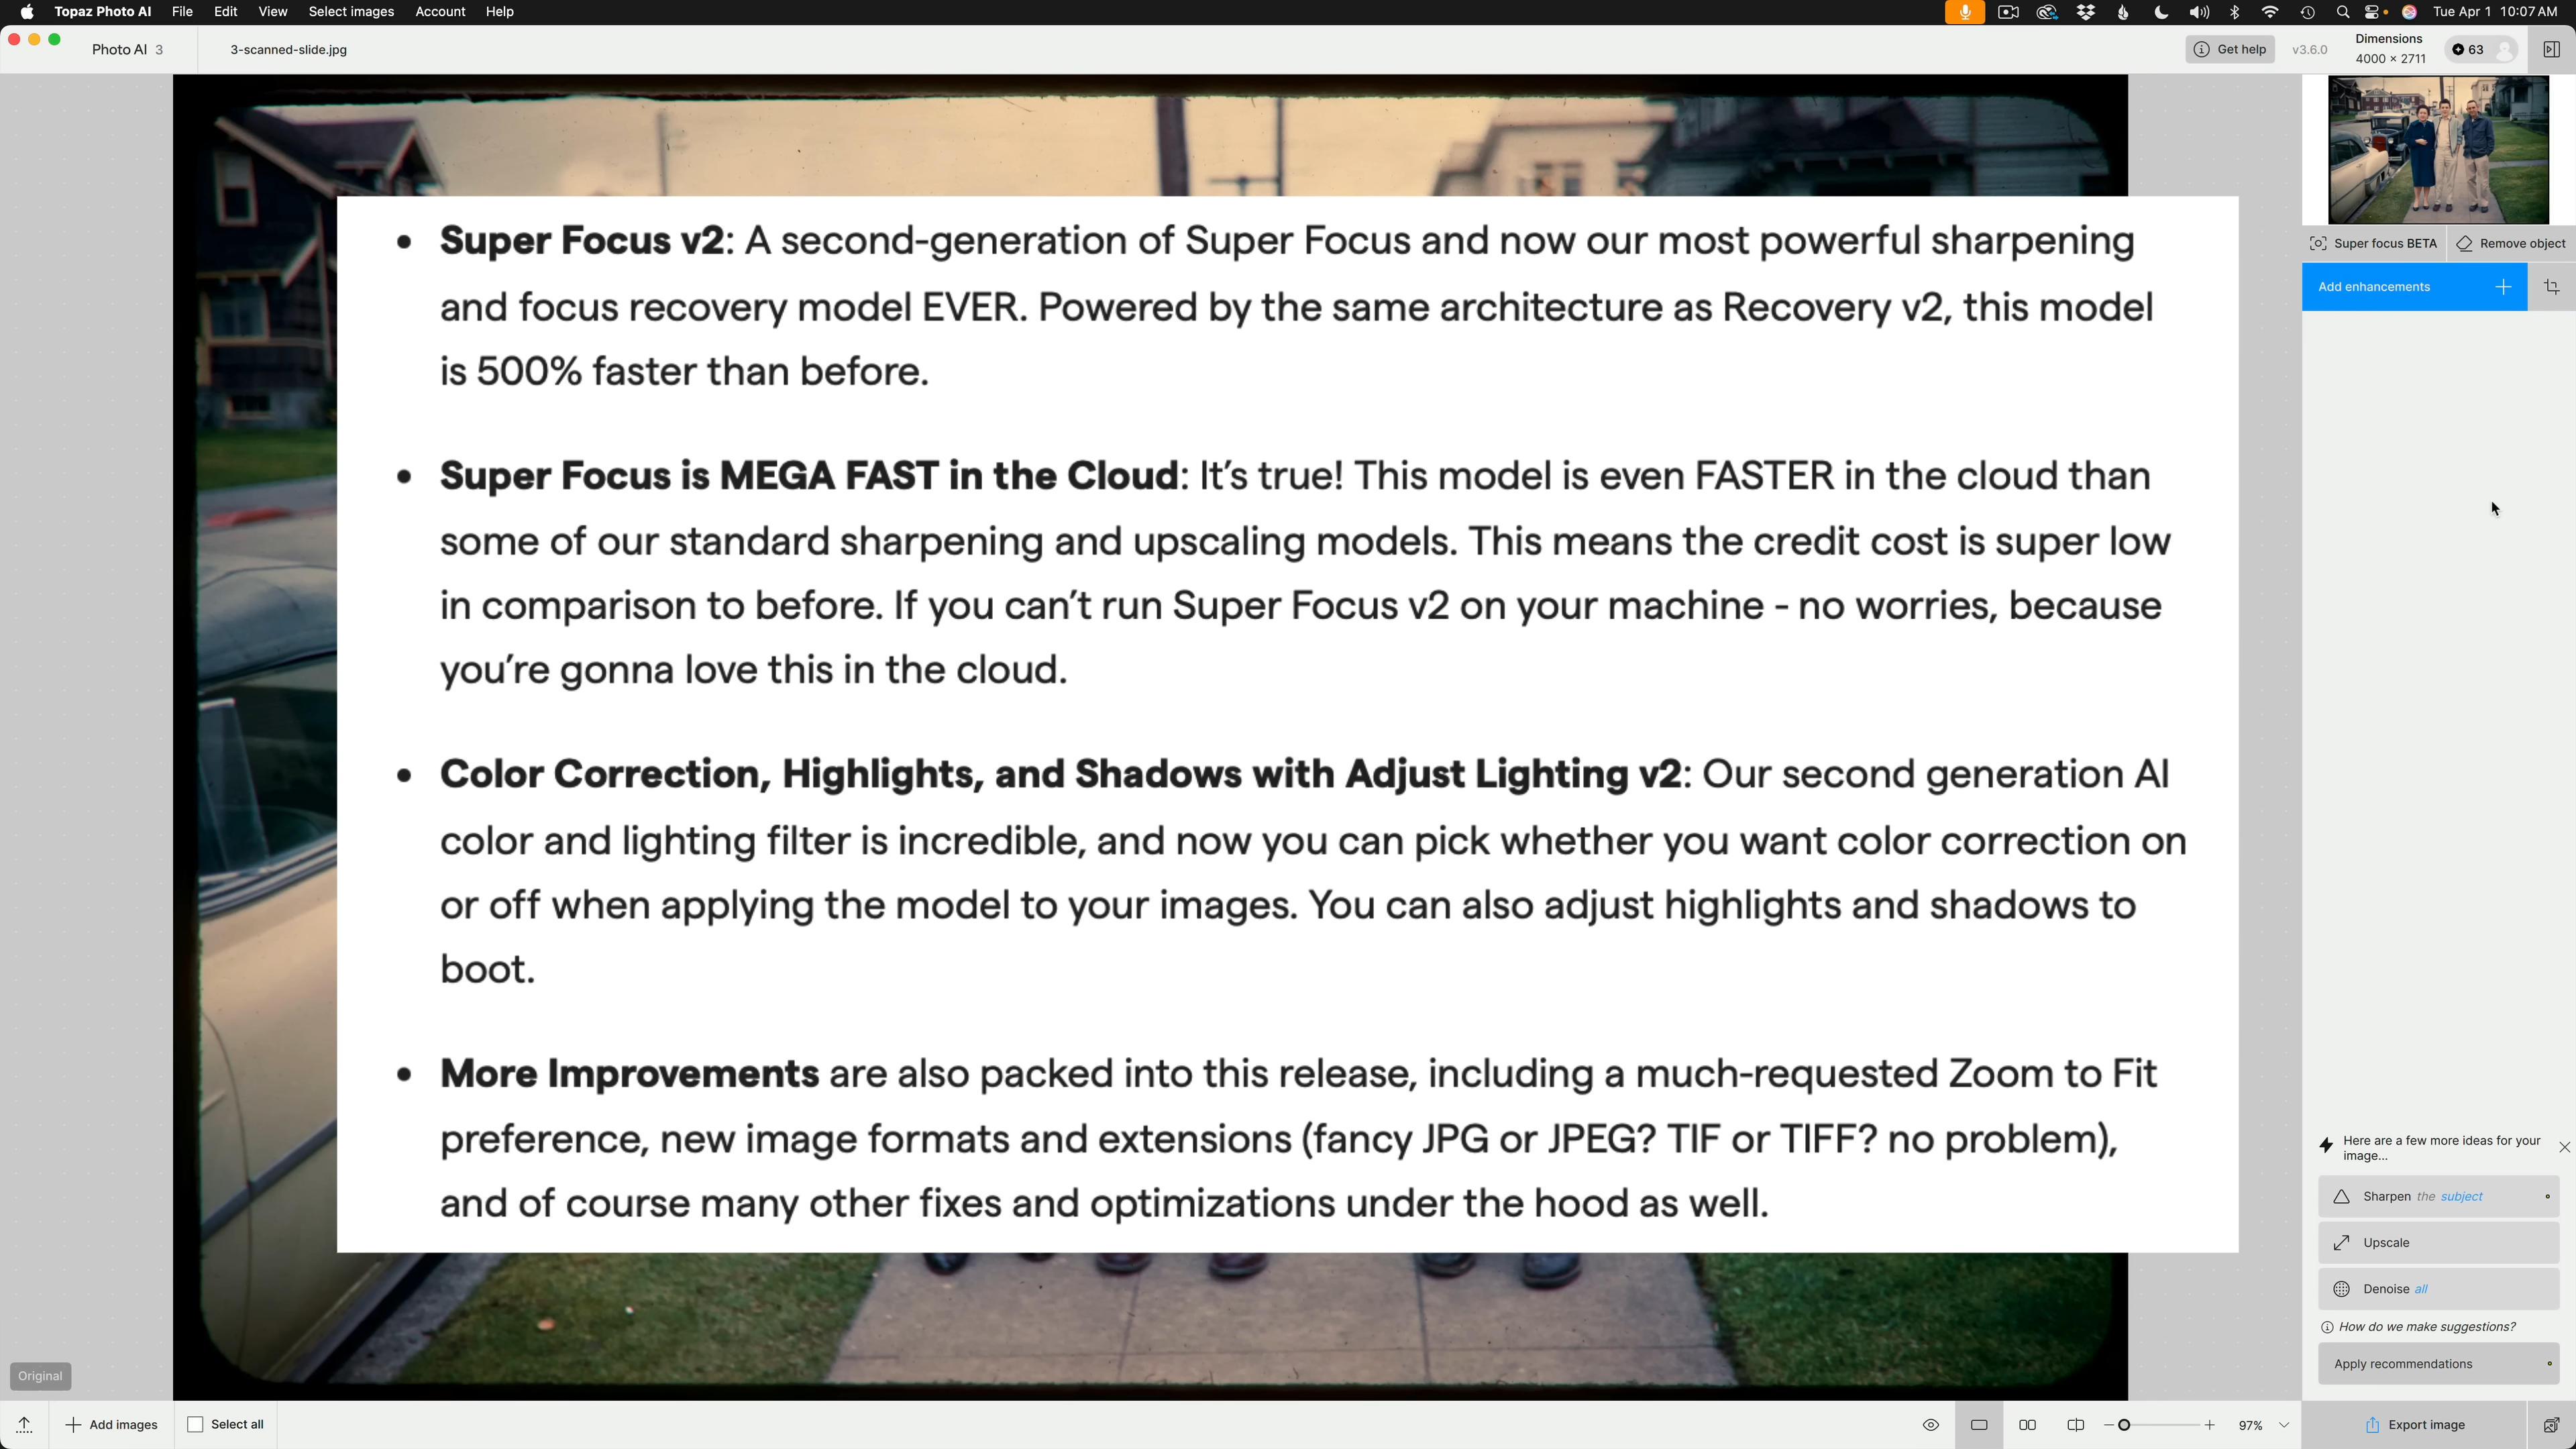 Topaz Photo AI File Edit View Select images Account Help Tue Apr 1 10:07 AM
Photo AI 3 3-scanned-slide.jpg Get help v3.6.0 Dimensions 4000 × 2711 63
Super focus BETA Remove object
Add enhancements
• Super Focus v2: A second-generation of Super Focus and now our most powerful sharpening
and focus recovery model EVER. Powered by the same architecture as Recovery v2, this model
is 500% faster than before.
• Super Focus is MEGA FAST in the Cloud: It's true! This model is even FASTER in the cloud than
some of our standard sharpening and upscaling models. This means the credit cost is super low
in comparison to before. If you can't run Super Focus v2 on your machine - no worries, because
you're gonna love this in the cloud.
• Color Correction, Highlights, and Shadows with Adjust Lighting v2: Our second generation AI
color and lighting filter is incredible, and now you can pick whether you want color correction on
or off when applying the model to your images. You can also adjust highlights and shadows to
boot.
• More Improvements are also packed into this release, including a much-requested Zoom to Fit
preference, new image formats and extensions (fancy JPG or JPEG? TIF or TIFF? no problem),
and of course many other fixes and optimizations under the hood as well.
Here are a few more ideas for your
image...
Sharpen the subject
Upscale
Denoise all
How do we make suggestions?
Apply recommendations
Original
Add images Select all 97% Export image